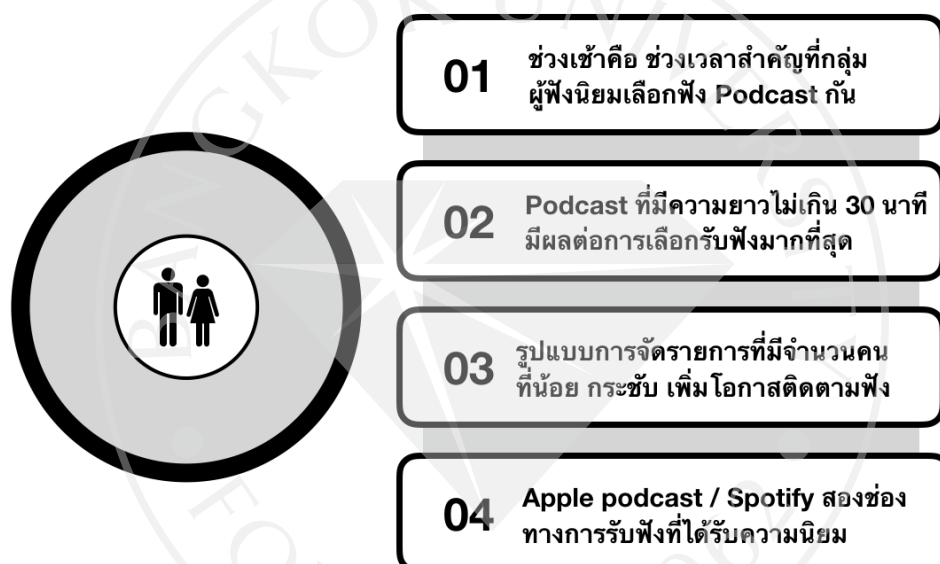 01
ช่วงเช้าคือ ช่วงเวลาสำคัญที่กลุ่ม
ผู้ฟังนิยมเลือกฟัง Podcast กัน
02
Podcast ที่มีความยาวไม่เกิน 30 นาที
มีผลต่อการเลือกรับฟังมากที่สุด
03
รูปแบบการจัดรายการที่มีจำนวนคน
ที่น้อย กระชับ เพิ่มโอกาสติดตามฟัง
04
Apple podcast / Spotify สองช่อง
ทางการรับฟังที่ได้รับความนิยม